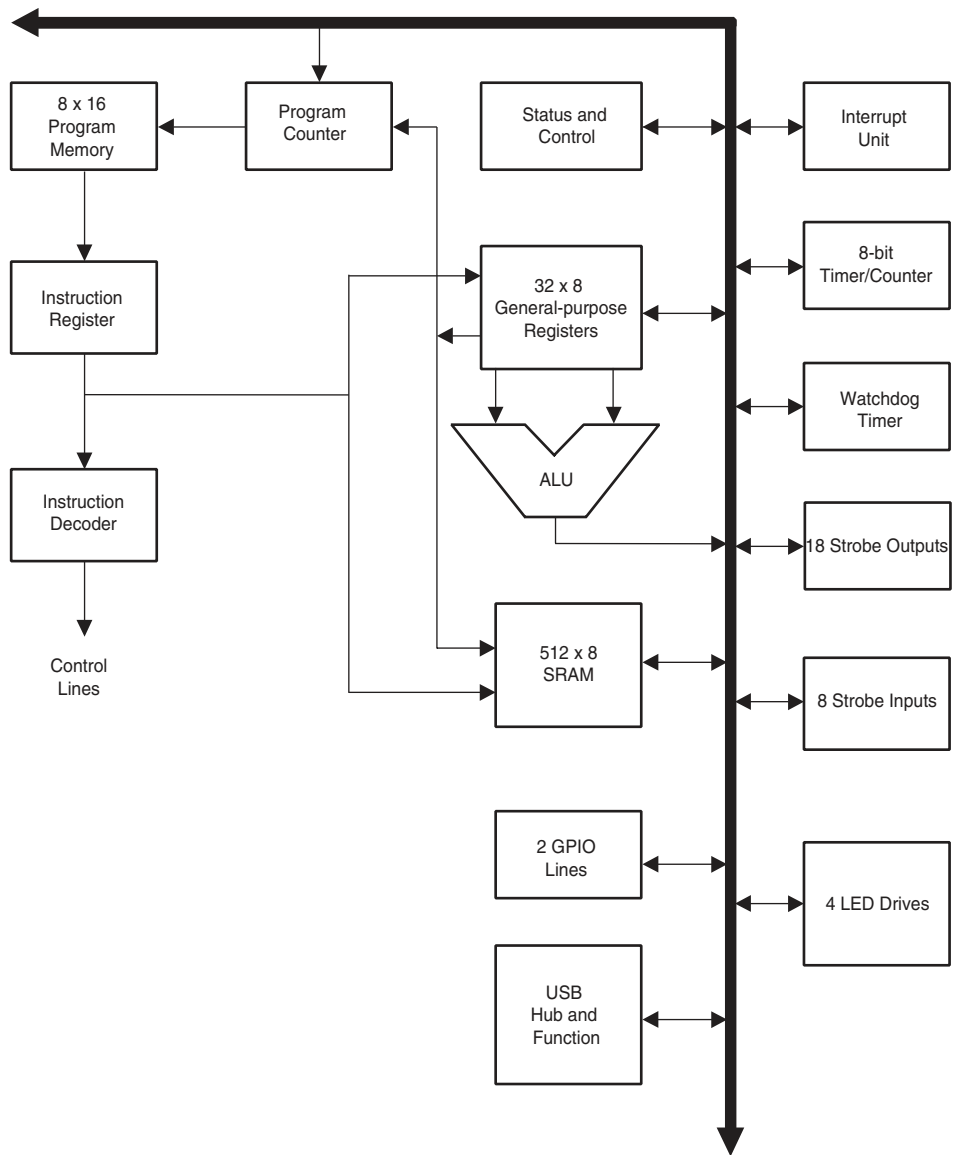 8 x 16
Program
Memory
Program
Counter
Status and
Control
Interrupt
Unit
Instruction
Register
32 x 8
General-purpose
Registers
8-bit
Timer/Counter
Watchdog
Timer
Instruction
Decoder
ALU
18 Strobe Outputs
Control
Lines
512 x 8
SRAM
8 Strobe Inputs
2 GPIO
Lines
4 LED Drives
USB
Hub and
Function